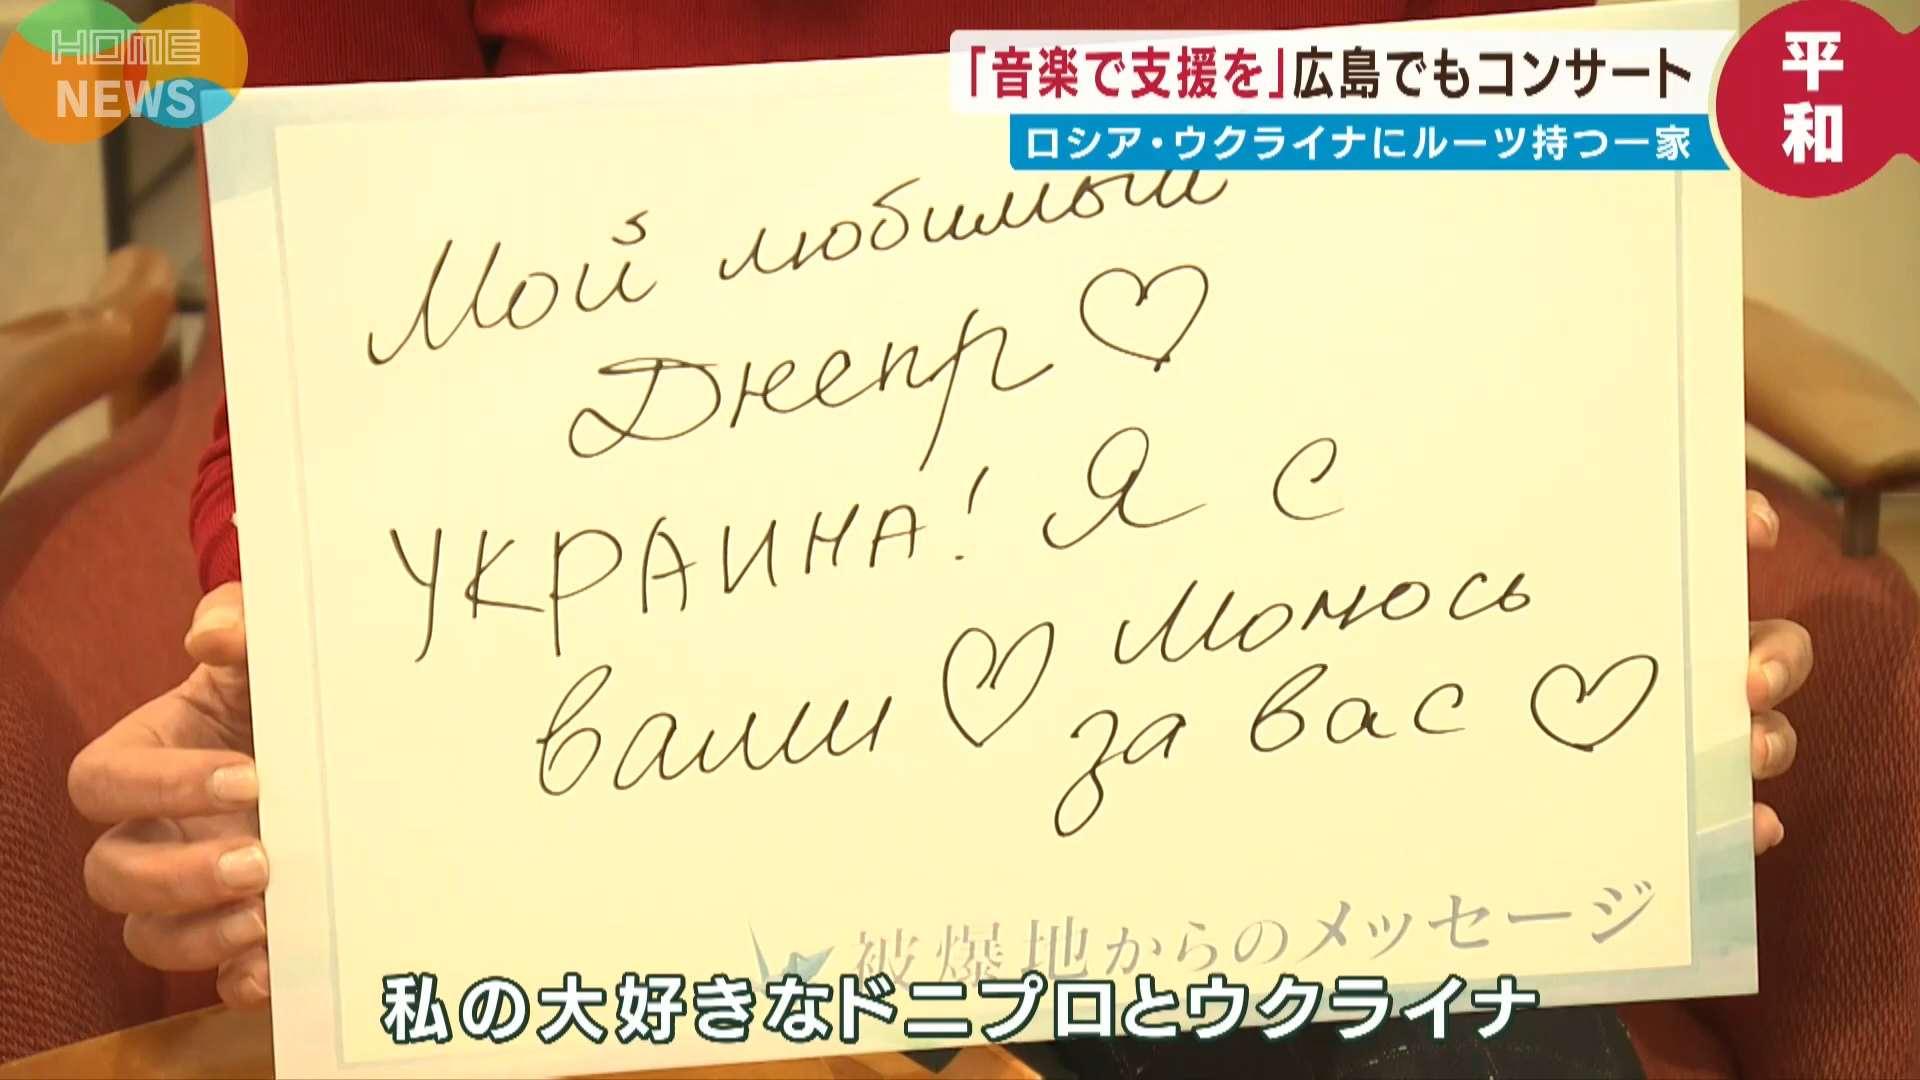 HOME
NEWS
「音楽で支援を」広島でもコンサート
ロシア・ウクライナにルーツ持つ一家
平和
Мой любимый
Днепр ♡
УКРАИНА! Я с
вами ♡ Молюсь
за вас ♡
被爆地からのメッセージ
私の大好きなドニプロとウクライナ